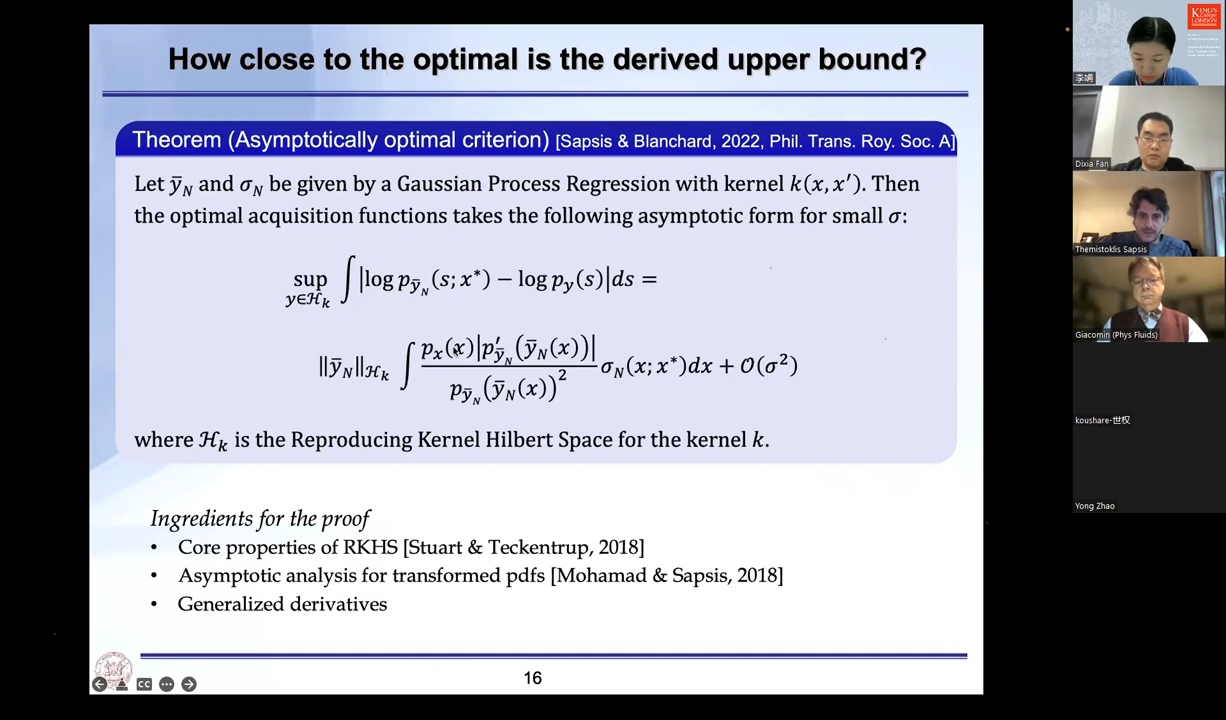 How close to the optimal is the derived upper bound?
Theorem (Asymptotically optimal criterion) [Sapsis & Blanchard, 2022, Phil. Trans. Roy. Soc. A]
Let ȳ_N and σ_N be given by a Gaussian Process Regression with kernel k(x, x′). Then
the optimal acquisition functions takes the following asymptotic form for small σ:
sup_{y∈ℋ_k} ∫ |log p_{ȳ_N}(s; x*) − log p_y(s)| ds =
‖ȳ_N‖_{ℋ_k} ∫ p_x(x)|p′_{ȳ_N}(ȳ_N(x))| / p_{ȳ_N}(ȳ_N(x))² σ_N(x; x*)dx + 𝒪(σ²)
where ℋ_k is the Reproducing Kernel Hilbert Space for the kernel k.
Ingredients for the proof
• Core properties of RKHS [Stuart & Teckentrup, 2018]
• Asymptotic analysis for transformed pdfs [Mohamad & Sapsis, 2018]
• Generalized derivatives
16
CC
KING'S
College
LONDON
李娟
Dixia Fan
Themistoklis Sapsis
Giacomin (Phys Fluids)
koushare-世权
Yong Zhao